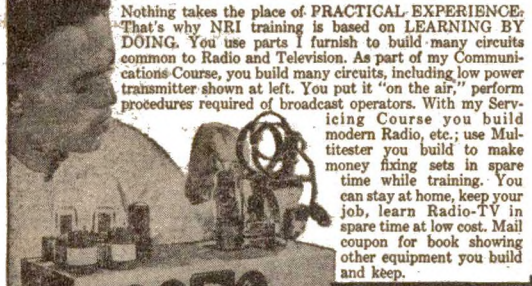 Nothing takes the place of PRACTICAL EXPERIENCE.
That's why NRI training is based on LEARNING BY
DOING. You use parts I furnish to build many circuits
common to Radio and Television. As part of my Communi-
cations Course, you build many circuits, including low power
transmitter shown at left. You put it "on the air," perform
procedures required of broadcast operators. With my Serv-
icing Course you build
modern Radio, etc.; use Mul-
titester you build to make
money fixing sets in spare
time while training. You
can stay at home, keep your
job, learn Radio-TV in
spare time at low cost. Mail
coupon for book showing
other equipment you build
and keep.